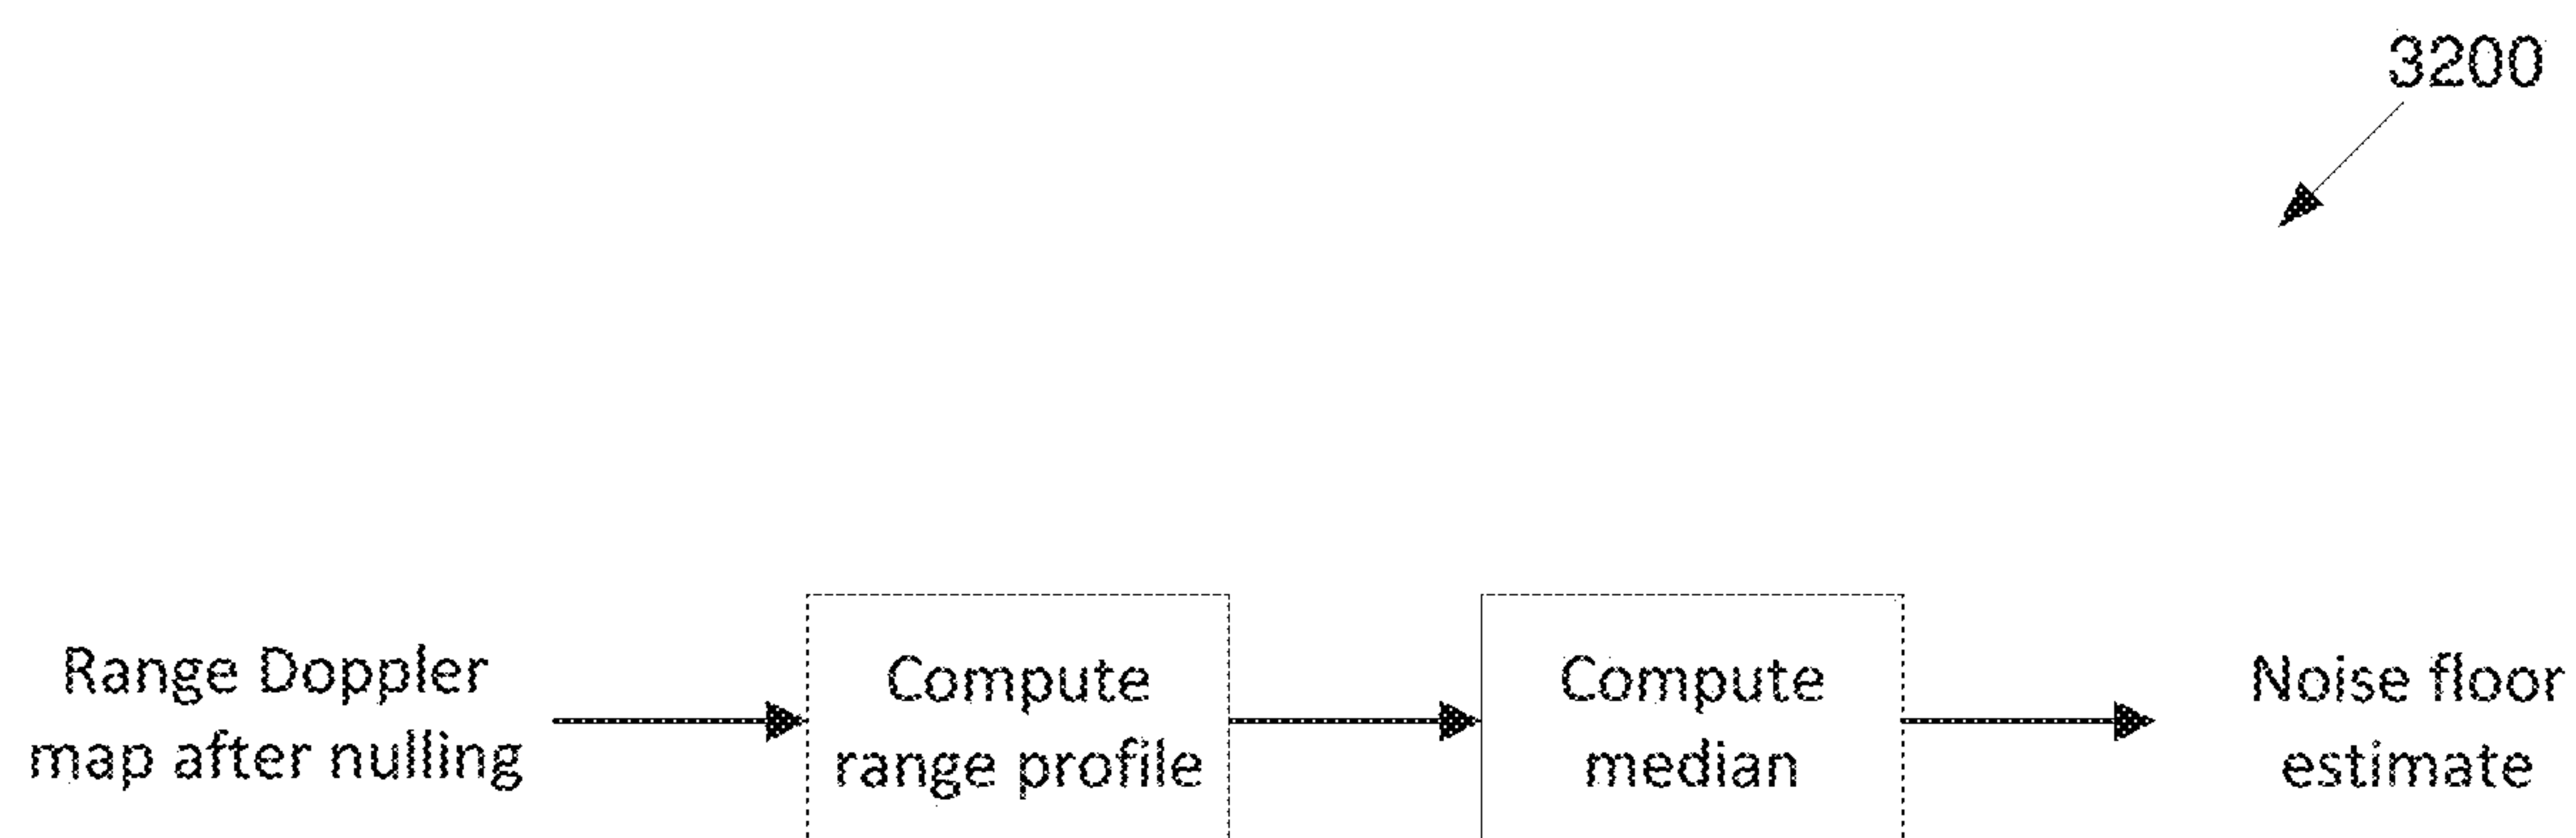 3200
Range Doppler
map after nulling
Compute
range profile
Compute
median
Noise floor
estimate